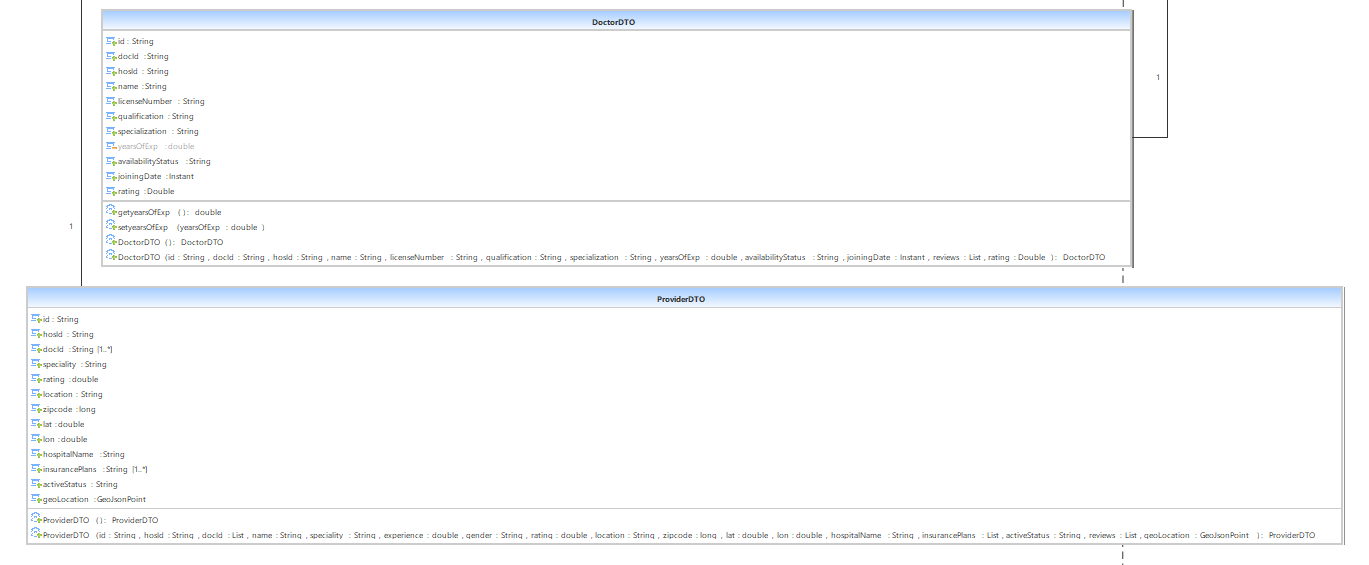 DoctorDTO
id : String
docId : String
hosId : String
name : String
1
licenseNumber : String
qualification : String
specialization : String
yearsOfExp : double
availabilityStatus : String
joiningDate : Instant
rating : Double
getyearsOfExp ( ) : double
1
setyearsOfExp (yearsOfExp : double )
DoctorDTO ( ) : DoctorDTO
DoctorDTO (id : String , docId : String , hosId : String , name : String , licenseNumber : String , qualification : String , specialization : String , yearsOfExp : double , availabilityStatus : String , joiningDate : Instant , reviews : List , rating : Double ) : DoctorDTO
ProviderDTO
id : String
hosId : String
docId : String [1..*]
speciality : String
rating : double
location : String
zipcode : long
lat : double
lon : double
hospitalName : String
insurancePlans : String [1..*]
activeStatus : String
geoLocation : GeoJsonPoint
ProviderDTO ( ) : ProviderDTO
ProviderDTO (id : String , hosId : String , docId : List , name : String , speciality : String , experience : double , gender : String , rating : double , location : String , zipcode : long , lat : double , lon : double , hospitalName : String , insurancePlans : List , activeStatus : String , reviews : List , geoLocation : GeoJsonPoint ) : ProviderDTO